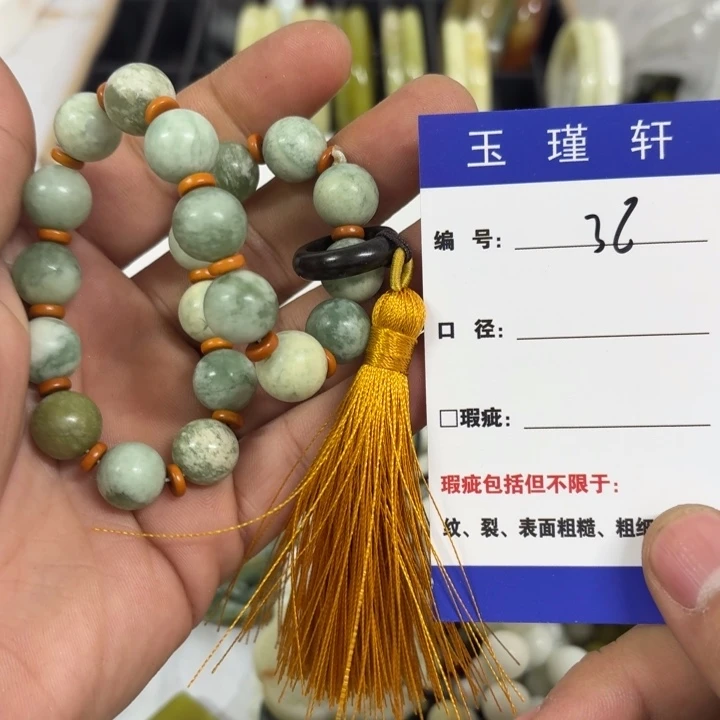 玉瑾轩
编号： 36
口径：
□瑕疵：
瑕疵包括但不限于：
纹、裂、表面粗糙、粗细